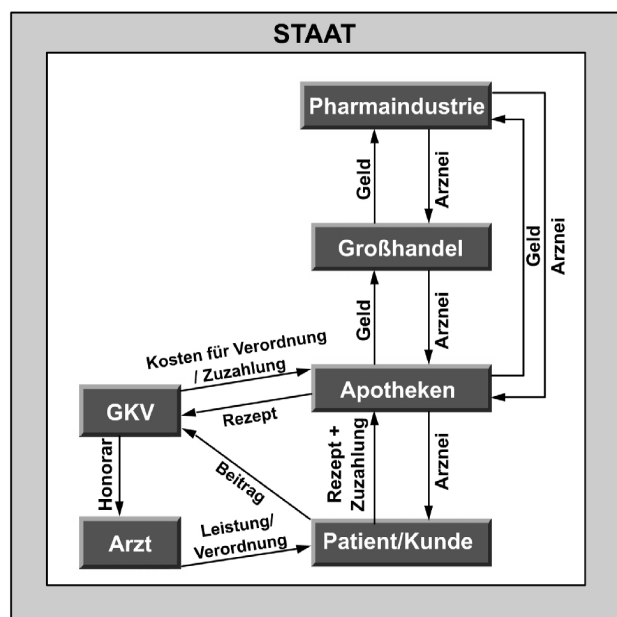 STAAT
Pharmaindustrie
Geld
Arznei
Geld
Arznei
Großhandel
Geld
Arznei
Kosten für Verordnung
/ Zuzahlung
Apotheken
GKV
Rezept
Rezept +
Zuzahlung
Arznei
Honorar
Beitrag
Leistung/
Verordnung
Arzt
Patient/Kunde